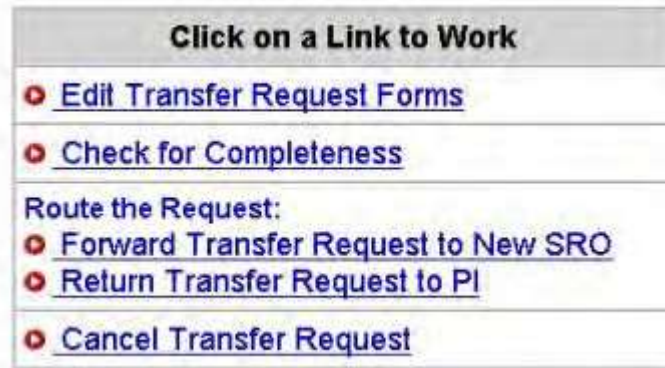 Click on a Link to Work
Edit Transfer Request Forms
Check for Completeness
Route the Request:
Forward Transfer Request to New SRO
Return Transfer Request to PI
Cancel Transfer Request